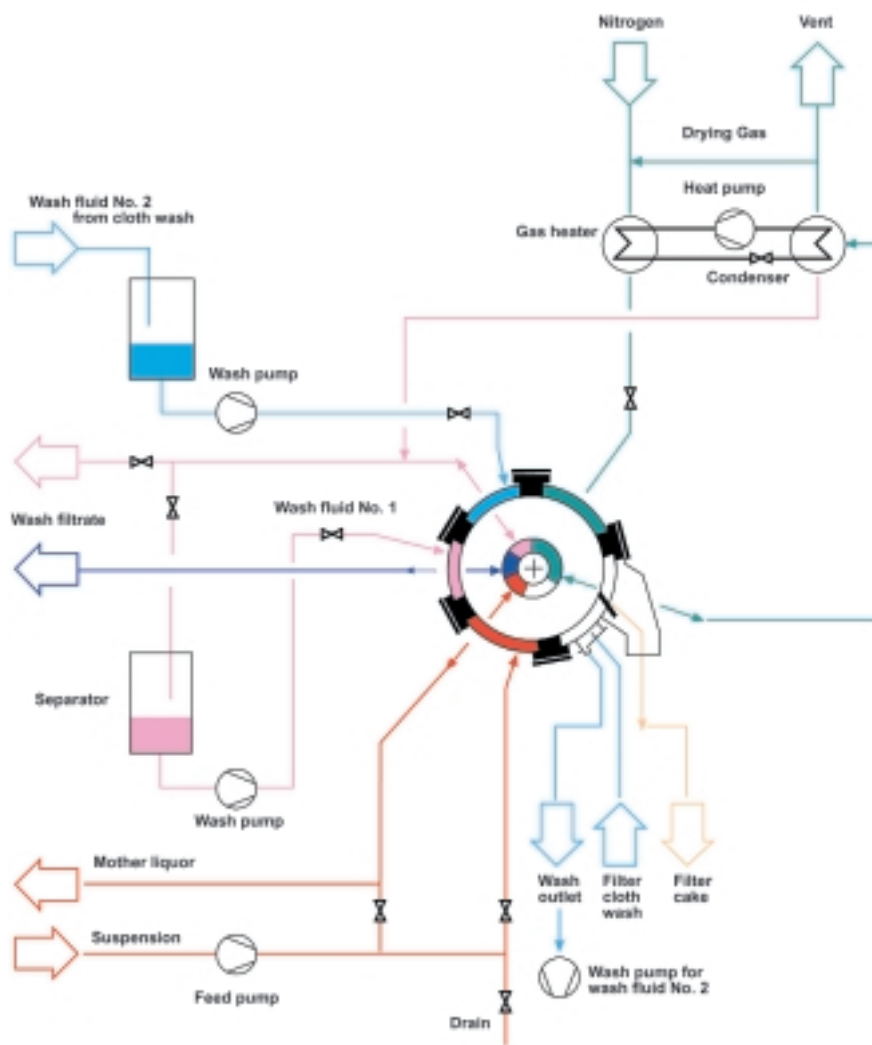 Nitrogen
Vent
Drying Gas
Heat pump
Wash fluid No. 2
from cloth wash
Gas heater
Condenser
Wash pump
Wash fluid No. 1
Wash filtrate
Separator
Wash pump
Mother liquor
Wash
outlet
Filter
cloth
wash
Filter
cake
Suspension
Wash pump for
wash fluid No. 2
Feed pump
Drain